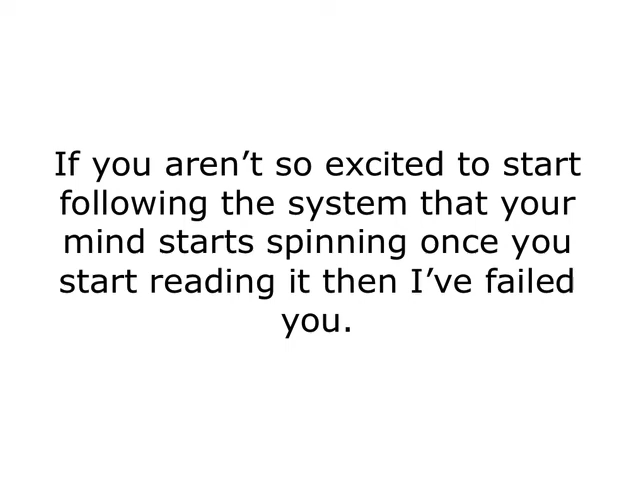 If you aren’t so excited to start
following the system that your
mind starts spinning once you
start reading it then I’ve failed
you.